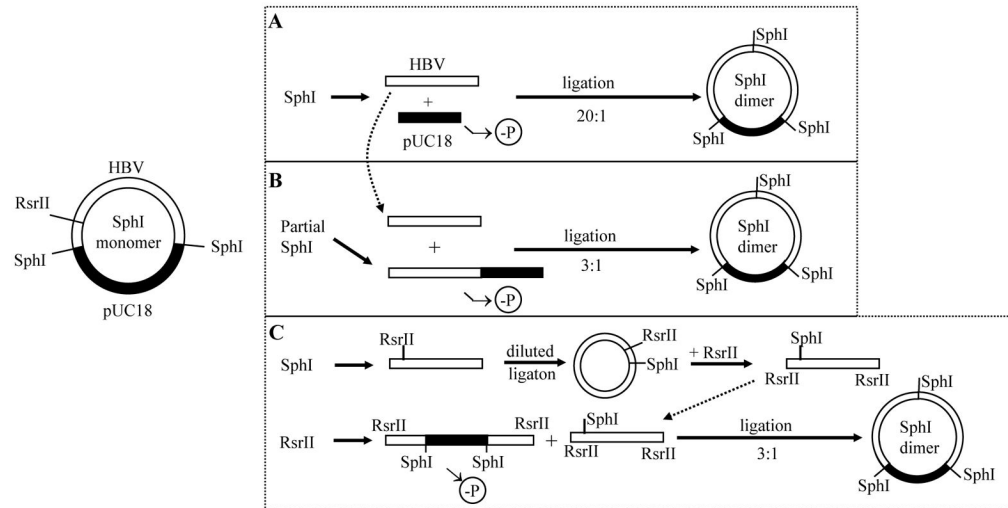 A
HBV
SphI
+
pUC18
-P
ligation
20:1
SphI
SphI
dimer
SphI
SphI
HBV
RsrII
SphI
monomer
SphI
SphI
pUC18
B
Partial
SphI
+
-P
ligation
3:1
SphI
SphI
dimer
SphI
SphI
C
SphI
RsrII
diluted
ligaton
RsrII
SphI
+ RsrII
SphI
RsrII
RsrII
RsrII
RsrII
RsrII
SphI
SphI
-P
+
SphI
RsrII
RsrII
ligation
3:1
SphI
SphI
dimer
SphI
SphI